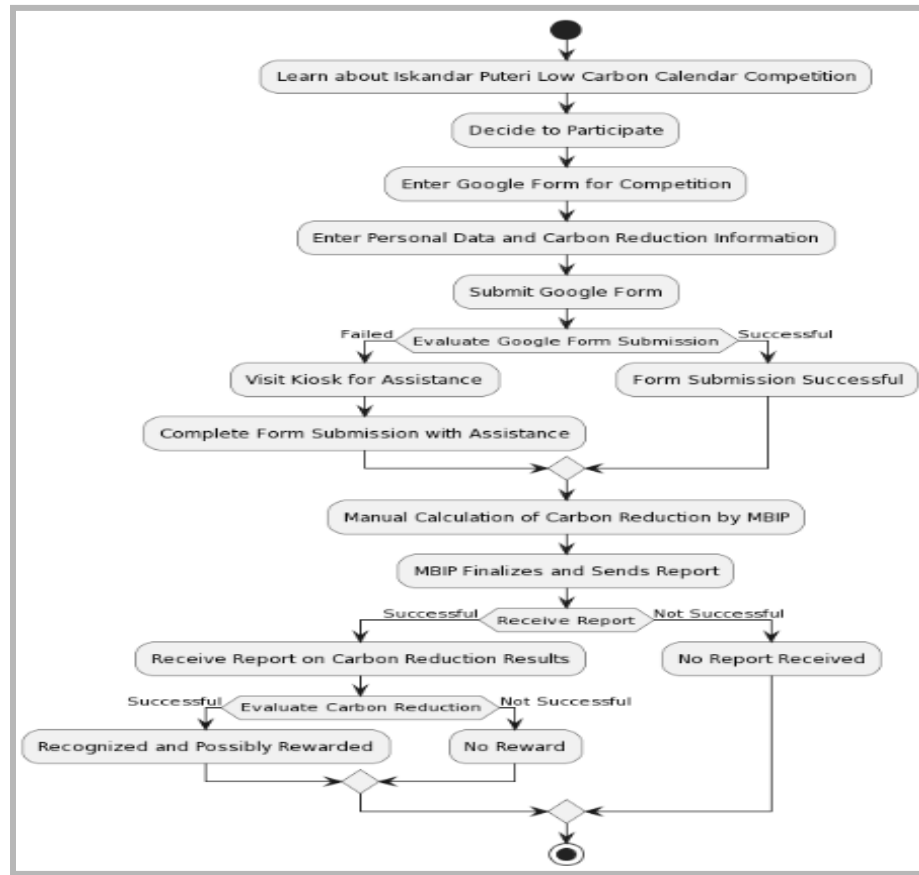 Learn about Iskandar Puteri Low Carbon Calendar Competition
Decide to Participate
Enter Google Form for Competition
Enter Personal Data and Carbon Reduction Information
Submit Google Form
Failed
Evaluate Google Form Submission
Successful
Visit Kiosk for Assistance
Form Submission Successful
Complete Form Submission with Assistance
Manual Calculation of Carbon Reduction by MBIP
MBIP Finalizes and Sends Report
Successful
Receive Report
Not Successful
Receive Report on Carbon Reduction Results
No Report Received
Successful
Evaluate Carbon Reduction
Not Successful
Recognized and Possibly Rewarded
No Reward